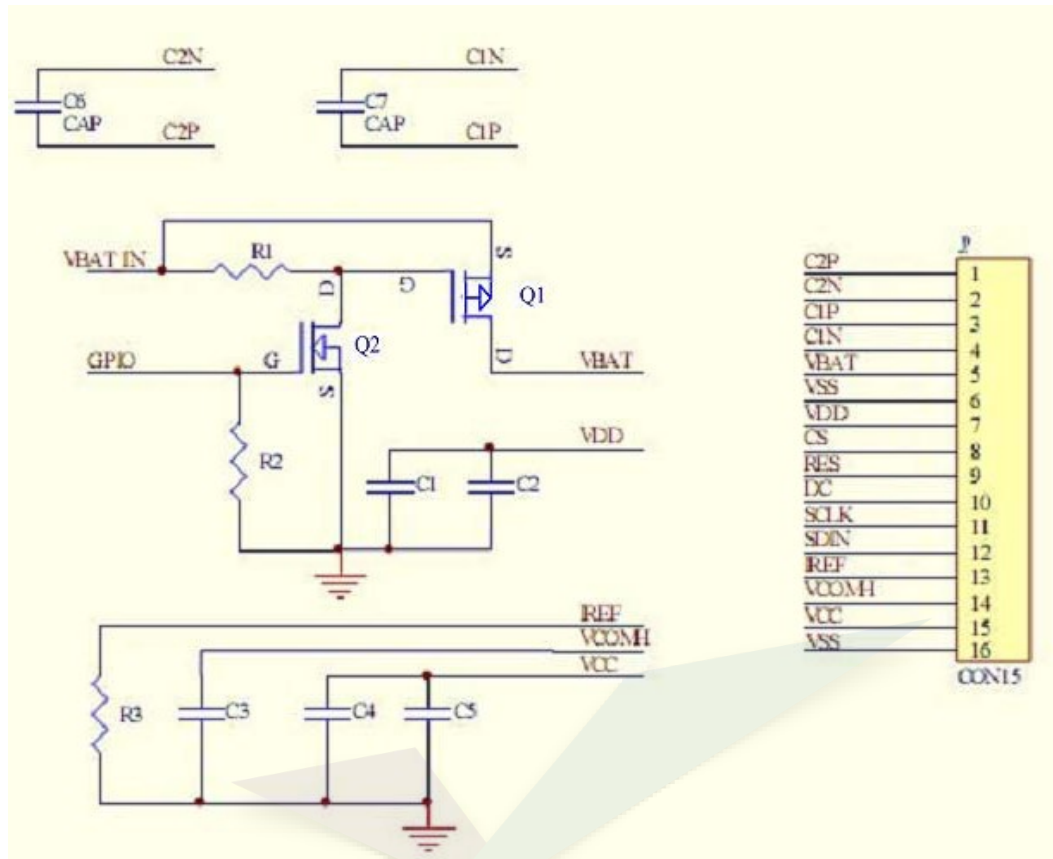 C2N
C6
CAP
C2P
C1N
C7
CAP
C1P
VBAT IN
R1
D
G
S
Q1
D
VBAT
GPIO
G
Q2
S
R2
VDD
C1
C2
IREF
VCOMH
VCC
R3
C3
C4
C5
JP
C2P 1
C2N 2
C1P 3
C1N 4
VBAT 5
VSS 6
VDD 7
CS 8
RES 9
DC 10
SCLK 11
SDIN 12
IREF 13
VCOMH 14
VCC 15
VSS 16
CON15